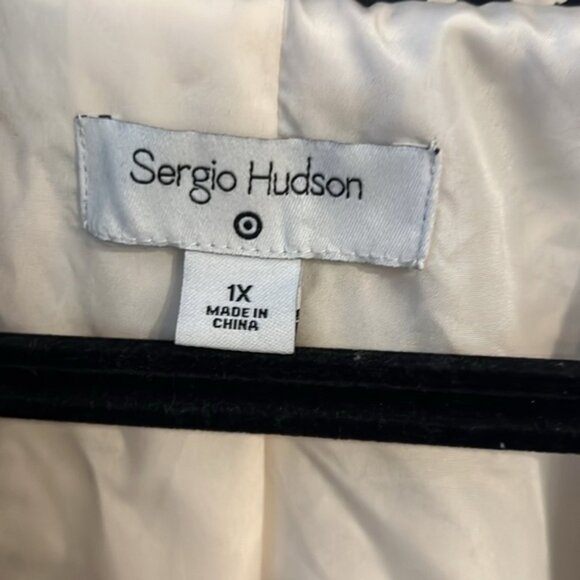 Sergio Hudson
1X
MADE IN
CHINA